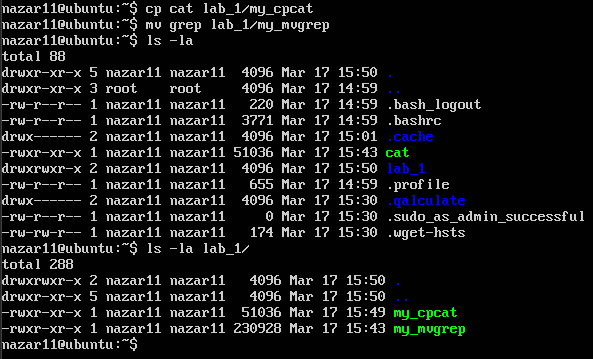 nazar11@ubuntu:~$ cp cat lab_1/my_cpcat
nazar11@ubuntu:~$ mv grep lab_1/my_mvgrep
nazar11@ubuntu:~$ ls -la
total 88
drwxr-xr-x 5 nazar11 nazar11  4096 Mar 17 15:50 .
drwxr-xr-x 3 root    root     4096 Mar 17 14:59 ..
-rw-r--r-- 1 nazar11 nazar11   220 Mar 17 14:59 .bash_logout
-rw-r--r-- 1 nazar11 nazar11  3771 Mar 17 14:59 .bashrc
drwx------ 2 nazar11 nazar11  4096 Mar 17 15:01 .cache
-rwxr-xr-x 1 nazar11 nazar11 51036 Mar 17 15:43 cat
drwxrwxr-x 2 nazar11 nazar11  4096 Mar 17 15:50 lab_1
-rw-r--r-- 1 nazar11 nazar11   655 Mar 17 14:59 .profile
drwx------ 2 nazar11 nazar11  4096 Mar 17 15:30 .qalculate
-rw-r--r-- 1 nazar11 nazar11     0 Mar 17 15:30 .sudo_as_admin_successful
-rw-rw-r-- 1 nazar11 nazar11   174 Mar 17 15:30 .wget-hsts
nazar11@ubuntu:~$ ls -la lab_1/
total 288
drwxrwxr-x 2 nazar11 nazar11   4096 Mar 17 15:50 .
drwxr-xr-x 5 nazar11 nazar11   4096 Mar 17 15:50 ..
-rwxr-xr-x 1 nazar11 nazar11  51036 Mar 17 15:49 my_cpcat
-rwxr-xr-x 1 nazar11 nazar11 230928 Mar 17 15:43 my_mvgrep
nazar11@ubuntu:~$